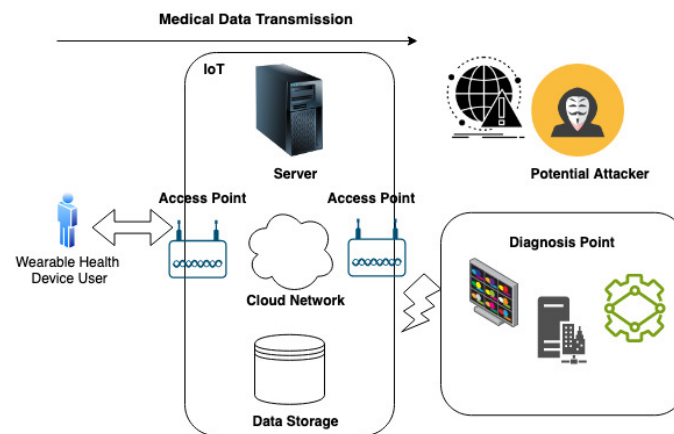 Medical Data Transmission
IoT
Server
Potential Attacker
Access Point
Access Point
Wearable Health
Device User
Cloud Network
Diagnosis Point
Data Storage